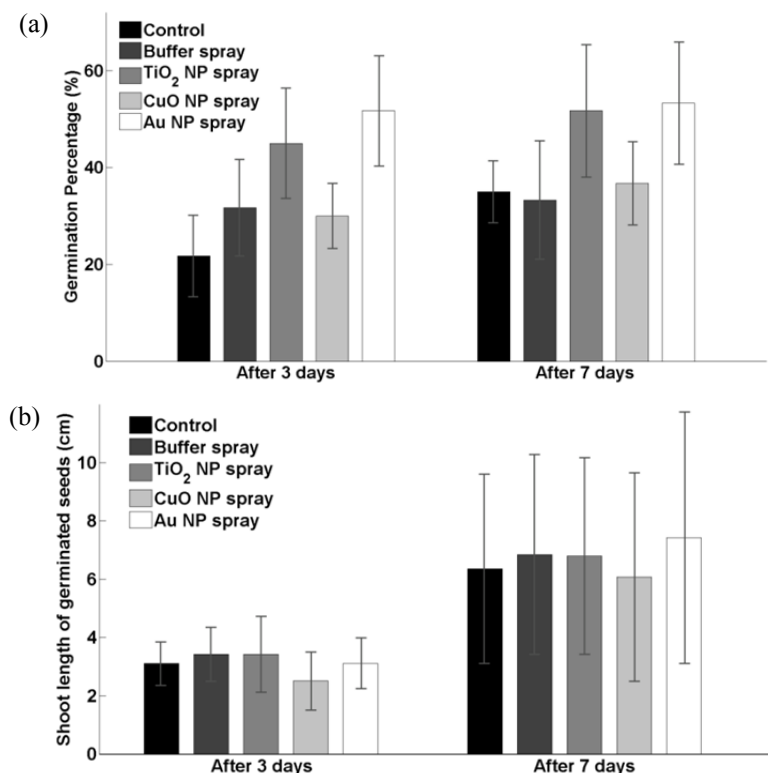 (a)
Germination Percentage (%)
60
40
20
0
Control
Buffer spray
TiO₂ NP spray
CuO NP spray
Au NP spray
After 3 days
After 7 days
(b)
Shoot length of germinated seeds (cm)
10
8
6
4
2
0
Control
Buffer spray
TiO₂ NP spray
CuO NP spray
Au NP spray
After 3 days
After 7 days